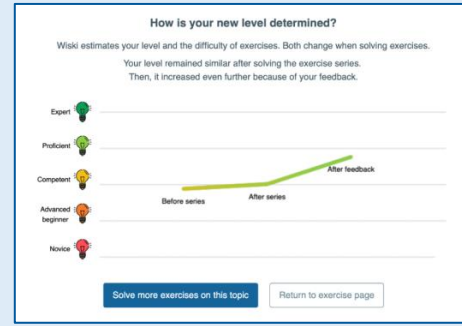 How is your new level determined?
Wiski estimates your level and the difficulty of exercises. Both change when solving exercises.
Your level remained similar after solving the exercise series.
Then, it increased even further because of your feedback.
Expert
Proficient
After feedback
Competent
Before series
After series
Advanced
beginner
Novice
Solve more exercises on this topic
Return to exercise page